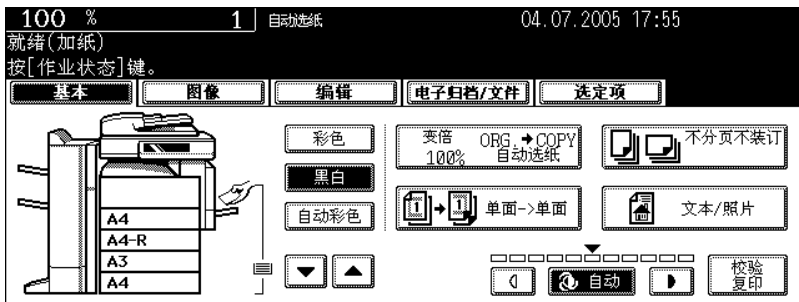 100 % 1 自动选纸 04.07.2005 17:55
就绪(加纸)
按[作业状态]键。
基本 图像 编辑 电子归档/文件 选定项
彩色
黑白
自动彩色
变倍 ORG.→COPY
100% 自动选纸
不分页不装订
1→1 单面->单面
文本/照片
A4
A4-R
A3
A4
自动
校验
复印